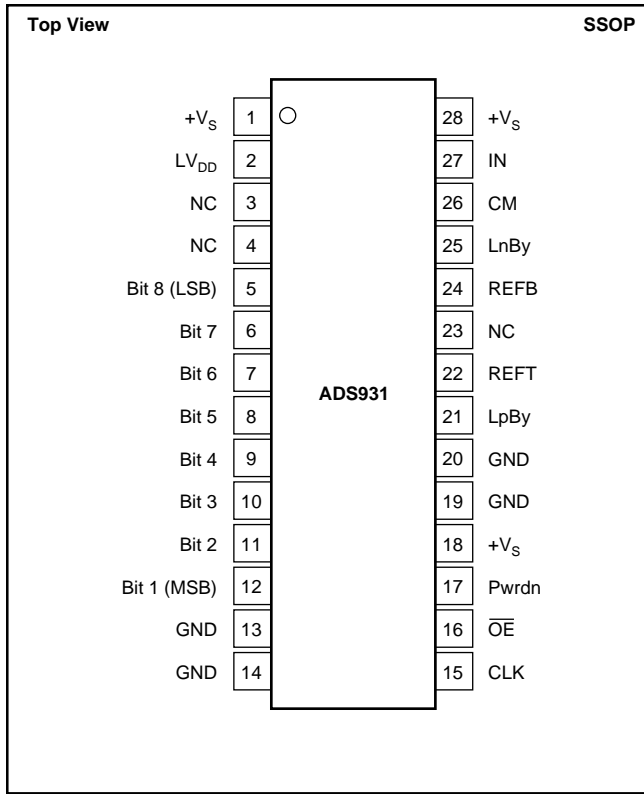 Top View SSOP
+VS 1 28 +VS
LVDD 2 27 IN
NC 3 26 CM
NC 4 25 LnBy
Bit 8 (LSB) 5 24 REFB
Bit 7 6 23 NC
Bit 6 7 22 REFT
ADS931
Bit 5 8 21 LpBy
Bit 4 9 20 GND
Bit 3 10 19 GND
Bit 2 11 18 +VS
Bit 1 (MSB) 12 17 Pwrdn
GND 13 16 O̅E̅
GND 14 15 CLK